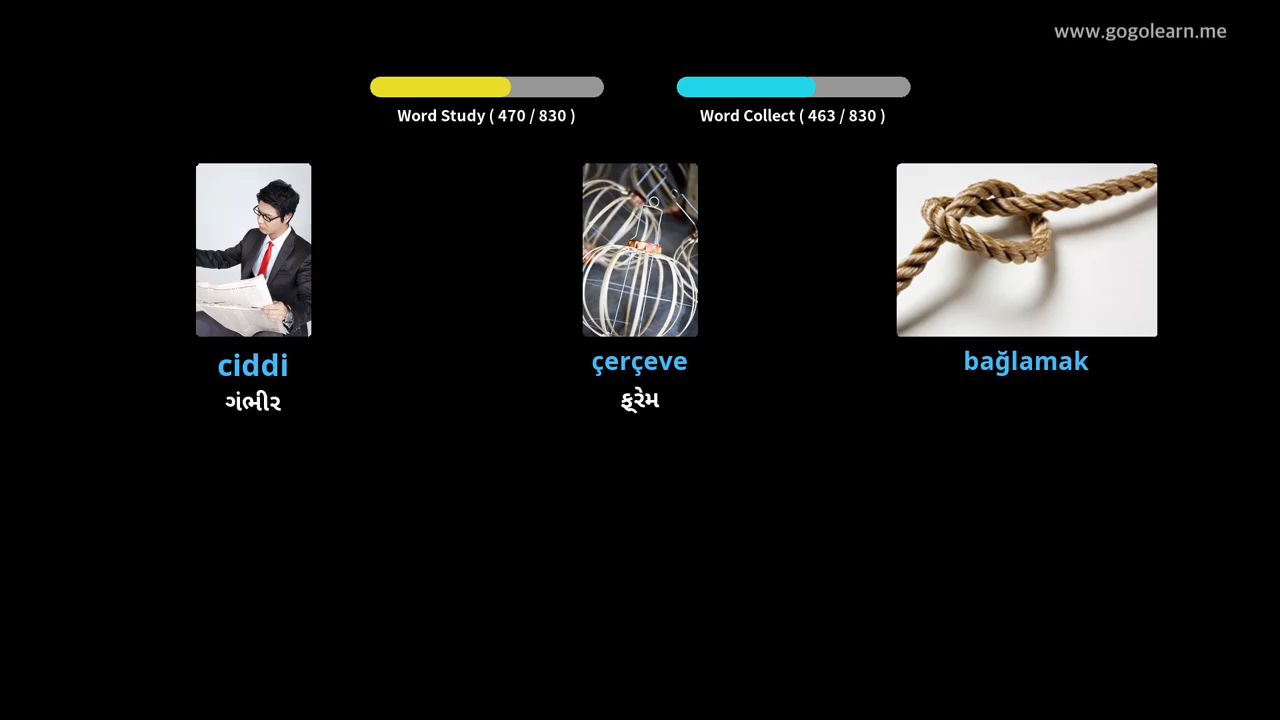 www.gogolearn.me
Word Study ( 470 / 830 )
Word Collect ( 463 / 830 )
ciddi
ગંભીર
çerçeve
ફ્રેમ
bağlamak